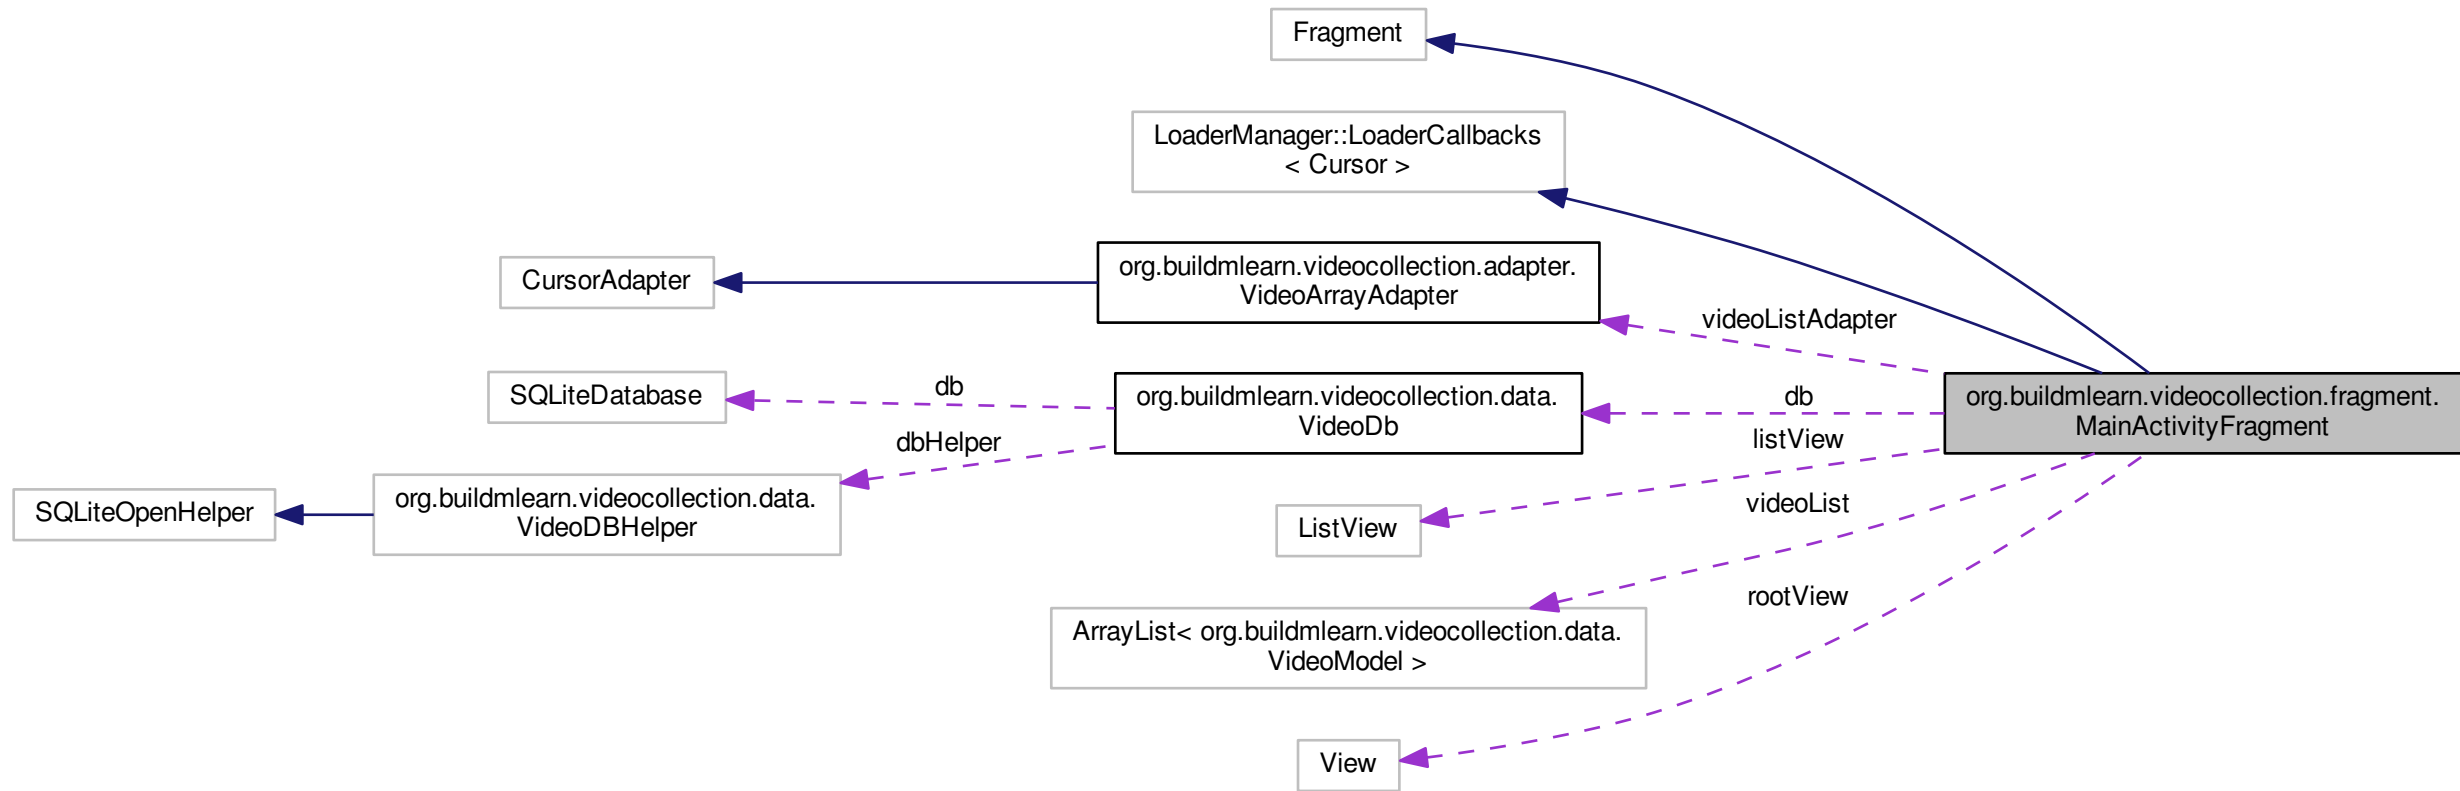 Fragment
LoaderManager::LoaderCallbacks
< Cursor >
CursorAdapter
org.buildmlearn.videocollection.adapter.
VideoArrayAdapter
videoListAdapter
SQLiteDatabase
db
org.buildmlearn.videocollection.data.
VideoDb
db
org.buildmlearn.videocollection.fragment.
MainActivityFragment
dbHelper
listView
SQLiteOpenHelper
org.buildmlearn.videocollection.data.
VideoDBHelper
ListView
videoList
rootView
ArrayList< org.buildmlearn.videocollection.data.
VideoModel >
View